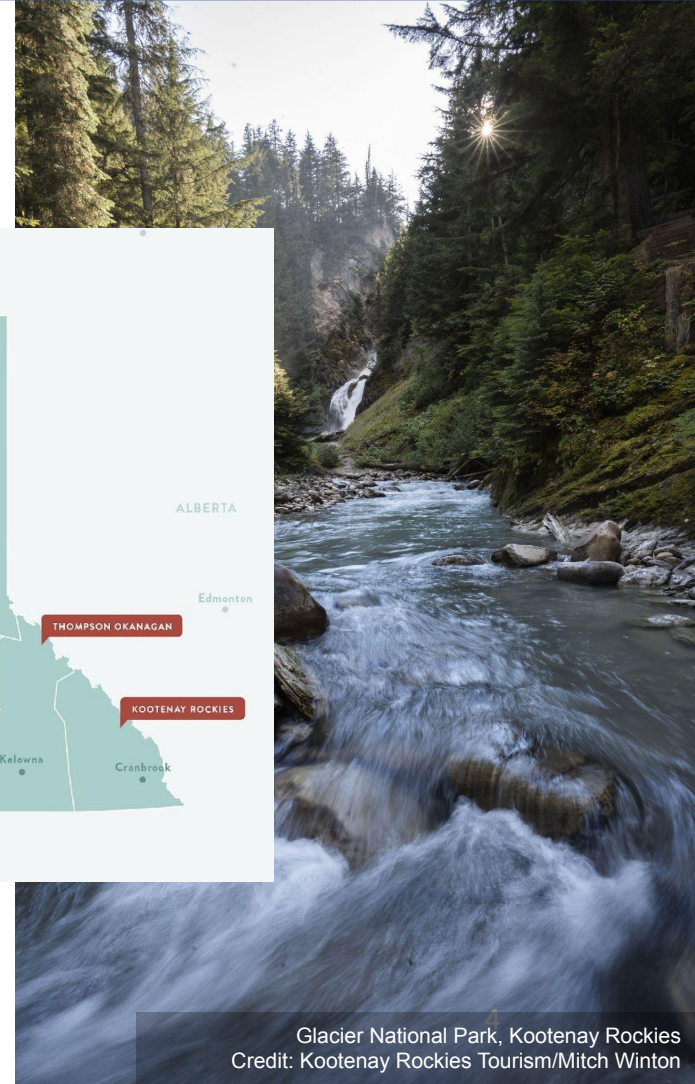 ALBERTA
Edmonton
THOMPSON OKANAGAN
KOOTENAY ROCKIES
Kelowna
Cranbrook
4
Glacier National Park, Kootenay Rockies
Credit: Kootenay Rockies Tourism/Mitch Winton